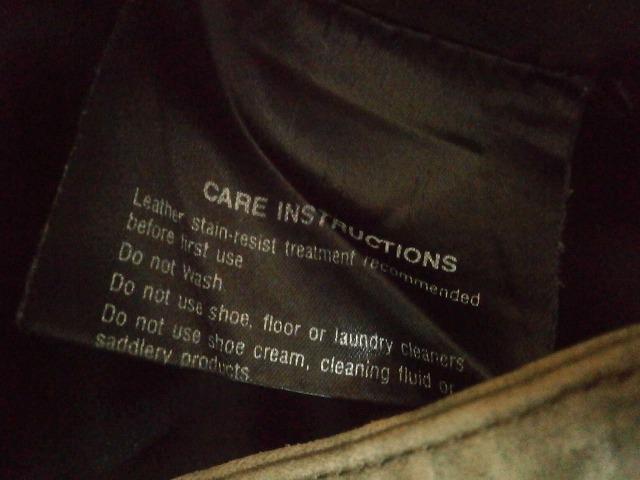 CARE INSTRUCTIONS
Leather stain-resist treatment recommended
before first use
Do not wash.
Do not use shoe, floor or laundry cleaners
Do not use shoe cream, cleaning fluid or
saddlery products.